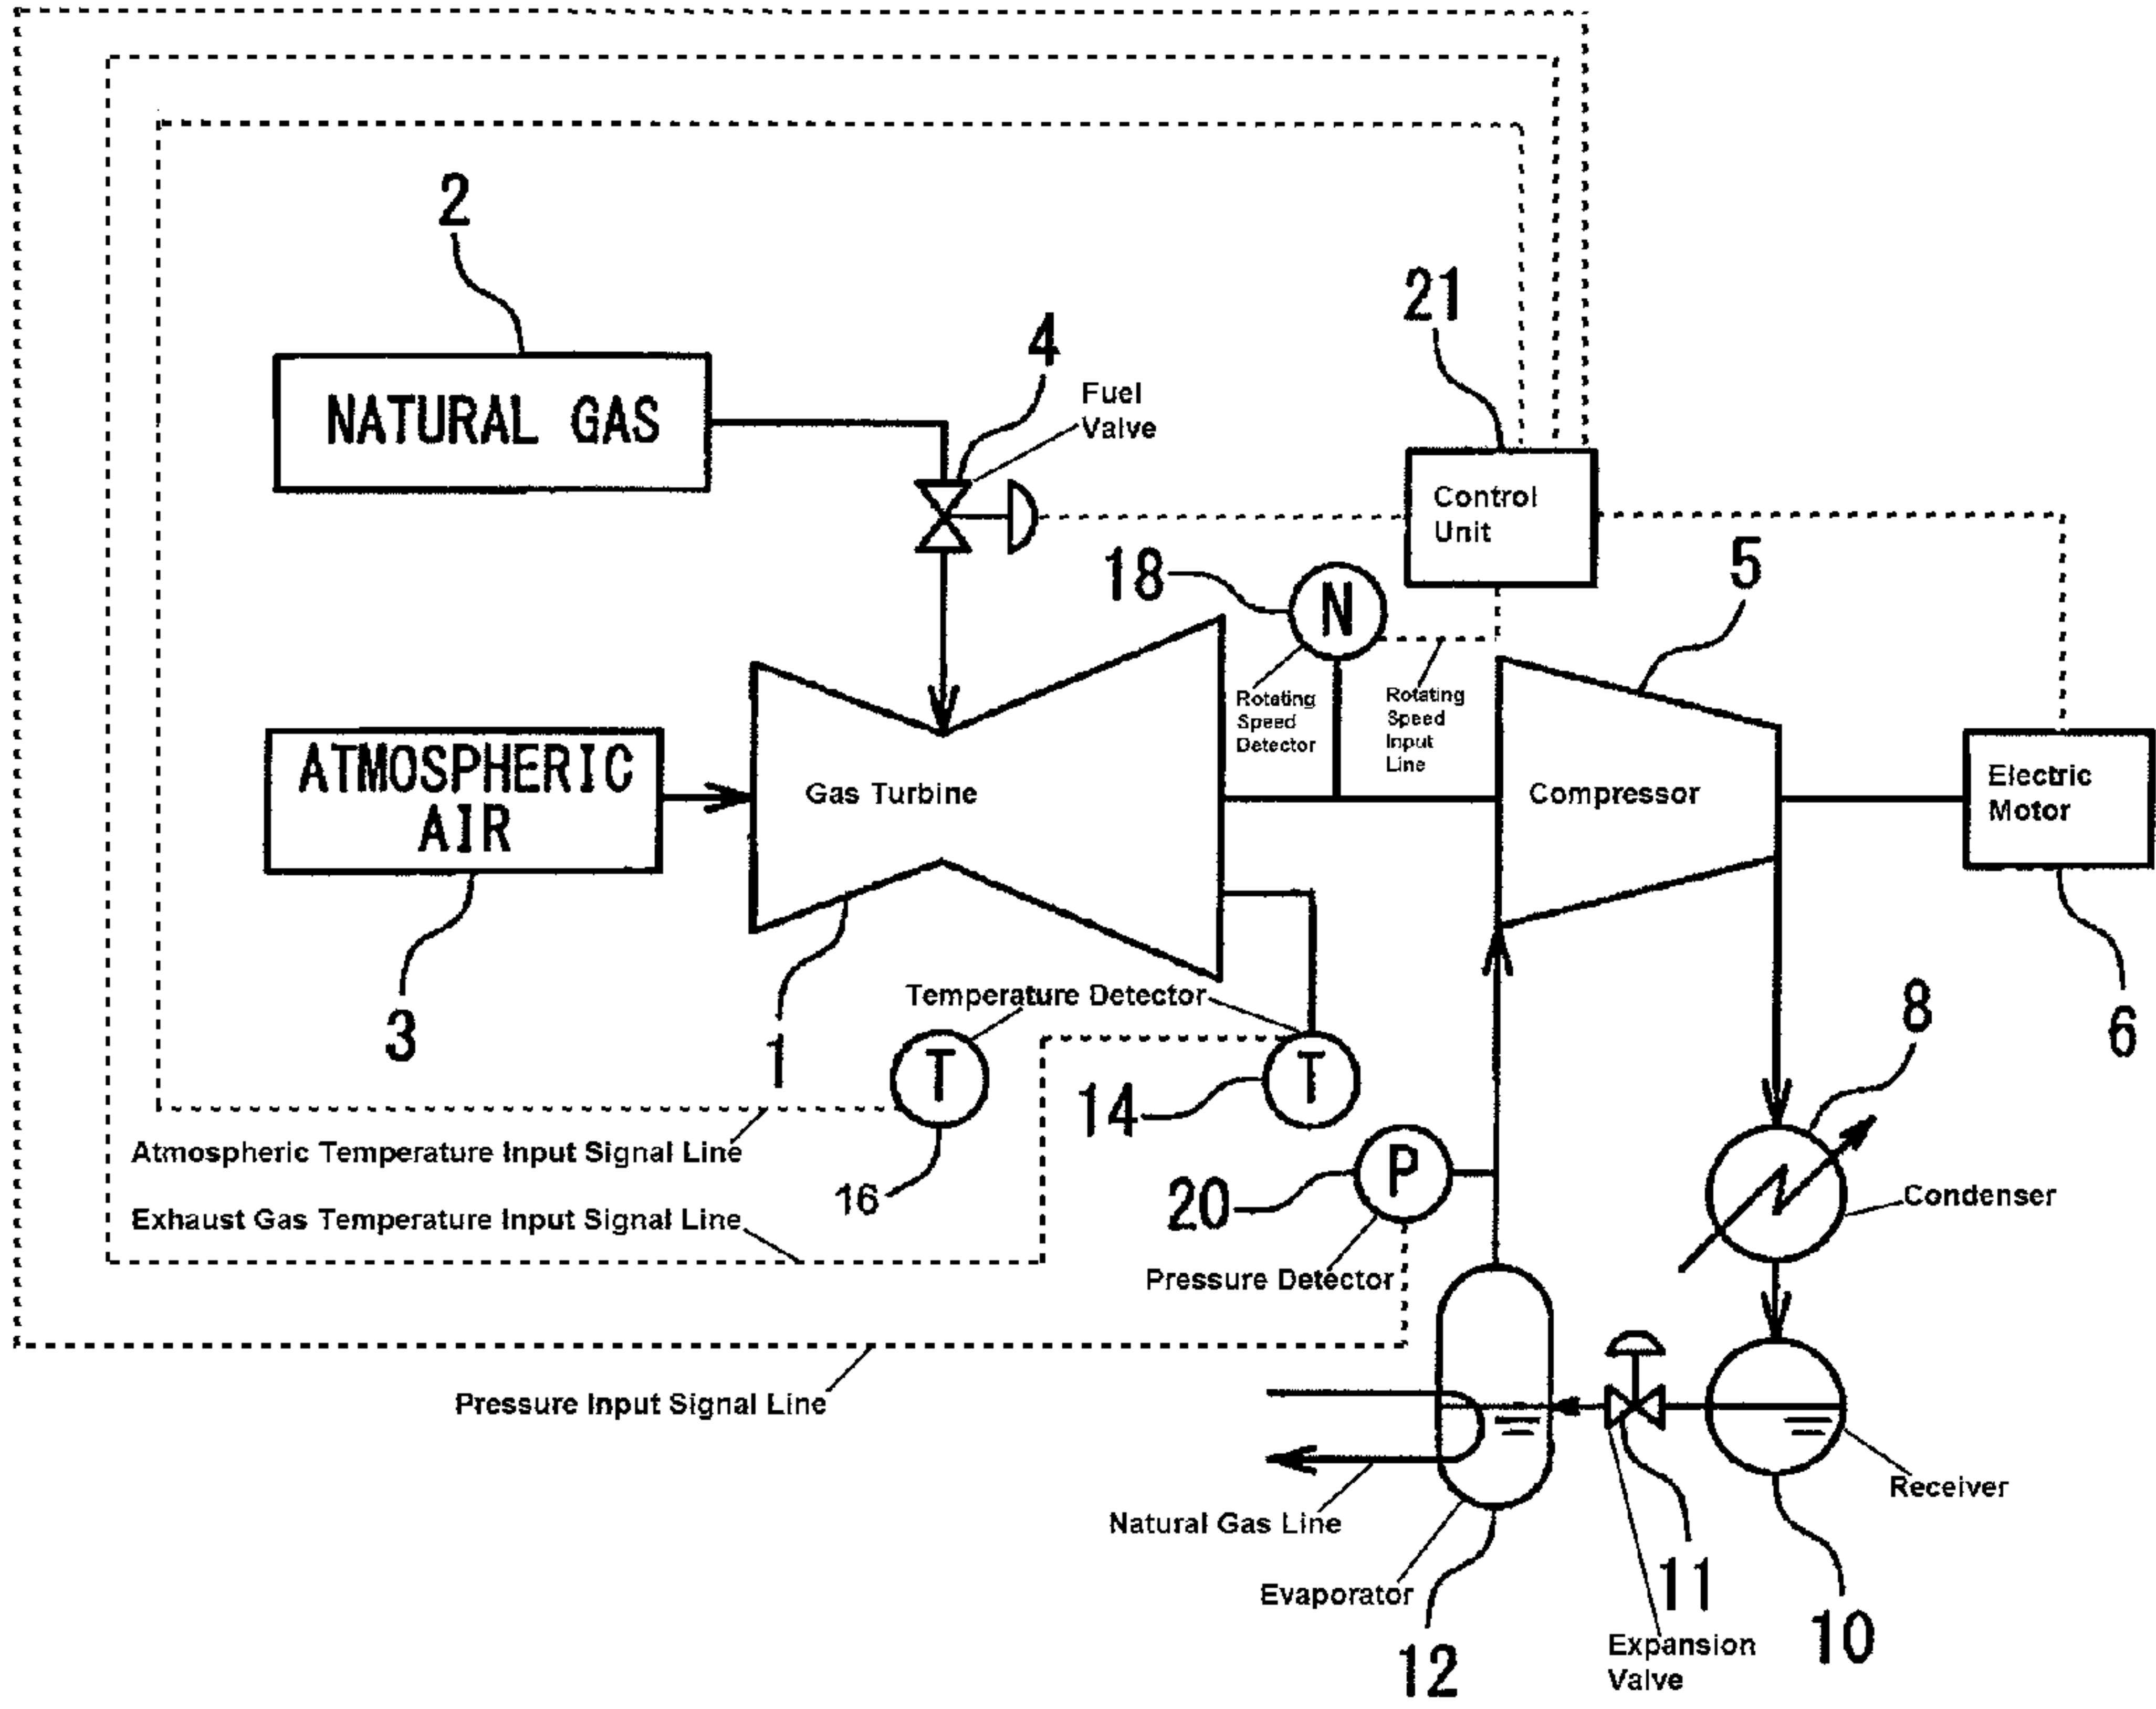 2
4
Fuel
Valve
21
NATURAL GAS
Control
Unit
18
N
5
Rotating
Speed
Detector
Rotating
Speed
Input
Line
ATMOSPHERIC
AIR
Gas Turbine
Compressor
Electric
Motor
3
1
Temperature Detector
T
14
T
8
6
Atmospheric Temperature Input Signal Line
16
20
P
Condenser
Exhaust Gas Temperature Input Signal Line
Pressure Detector
Pressure Input Signal Line
Receiver
Natural Gas Line
Evaporator
11
12
Expansion
Valve
10